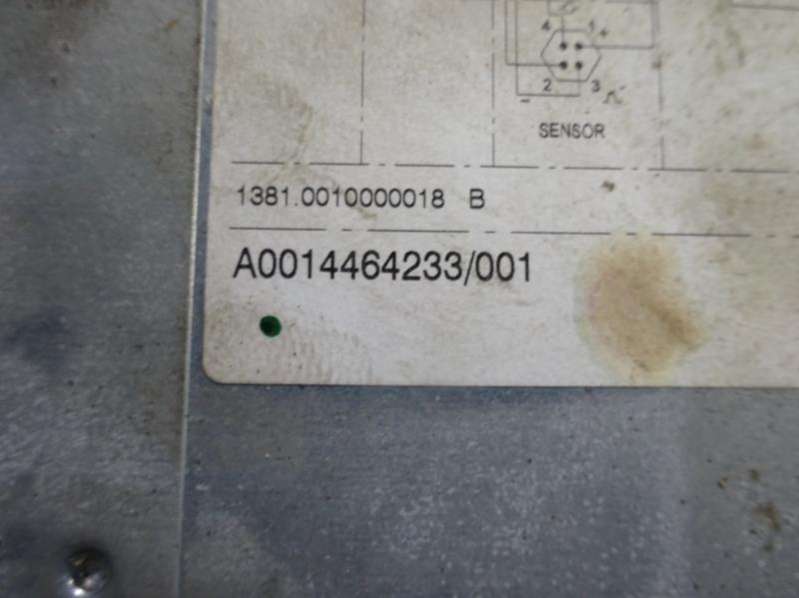 4 1 +
2 3
−
SENSOR
1381.0010000018 B
A0014464233/001